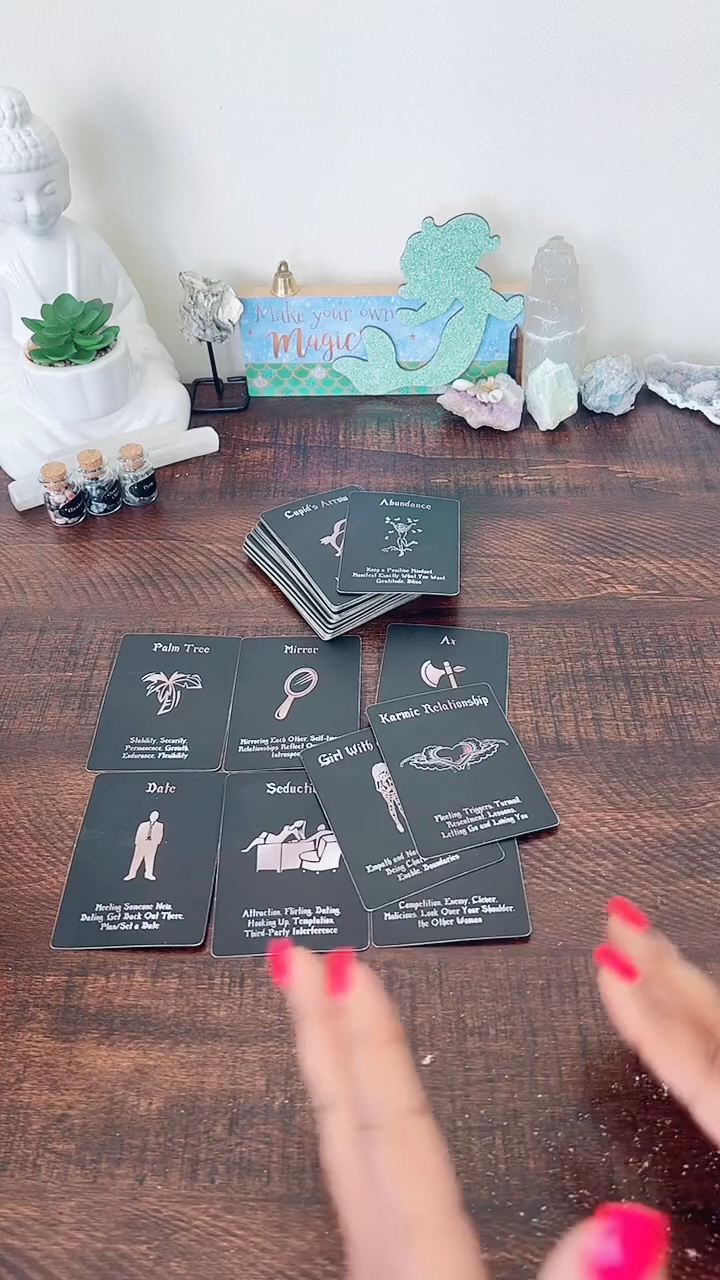 Make your own
Magic
Cupid's Arrow
Abundance
Keep a Positive Mindset,
Manifest Exactly What You Want,
Gratitude, Bliss
Palm Tree
Stability, Security,
Permanence, Growth,
Endurance, Flexibility
Mirror
Mirroring Each Other, Self-
Relationships Reflect
Ax
Karmic Relationship
Meeting, Triggers, Turmoil
Resentment, Lessons,
Letting Go and Loving You
Girl With
Empath and
Being
Enable, Boundaries
Date
Meeting Someone New,
Dating, Get Back Out There,
Plan/Set a Date
Attraction, Flirting, Dating,
Hooking Up, Temptation,
Third-Party Interference
Competition, Enemy, Clever,
Malicious, Look Over Your Shoulder,
the Other Woman